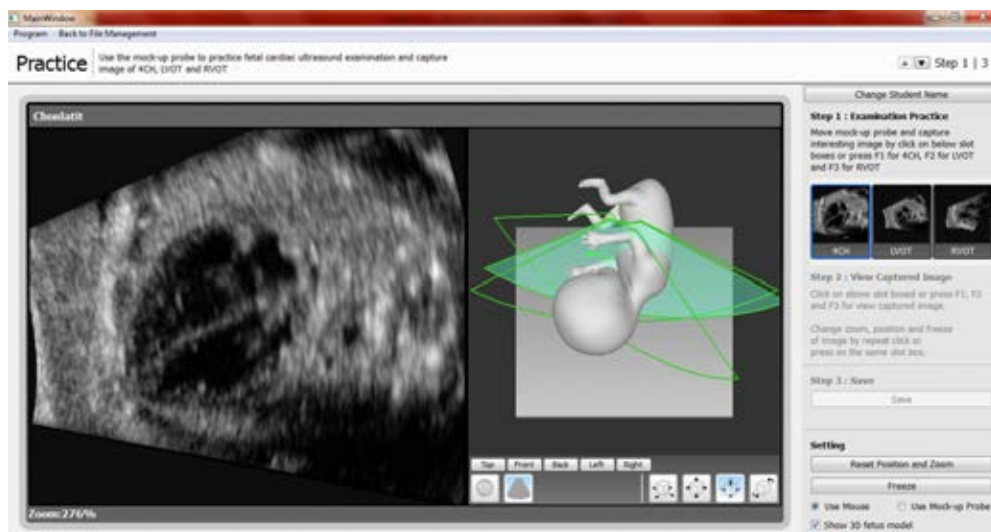 MainWindow
Program Back to File Management
Practice
Use the mock-up probe to practice fetal cardiac ultrasound examination and capture
image of 4CH, LVOT and RVOT
Step 1 | 3
Change Student Name
Chonlatit
Step 1 : Examination Practice
Move mock-up probe and capture
interesting image by click on below slot
boxes or press F1 for 4CH, F2 for LVOT
and F3 for RVOT
4CH LVOT RVOT
Step 2 : View Captured Image
Click on above slot boxed or press F1, F2
and F3 for view captured image
Change zoom, position and freeze
of image by repeat click or
press on the same slot box,
Step 3 : Save
Save
Top Front Back Left Right
Setting
Reset Position and Zoom
Freeze
Use Mouse Use Mock-up Probe
Show 3D fetus model
Zoom:276%